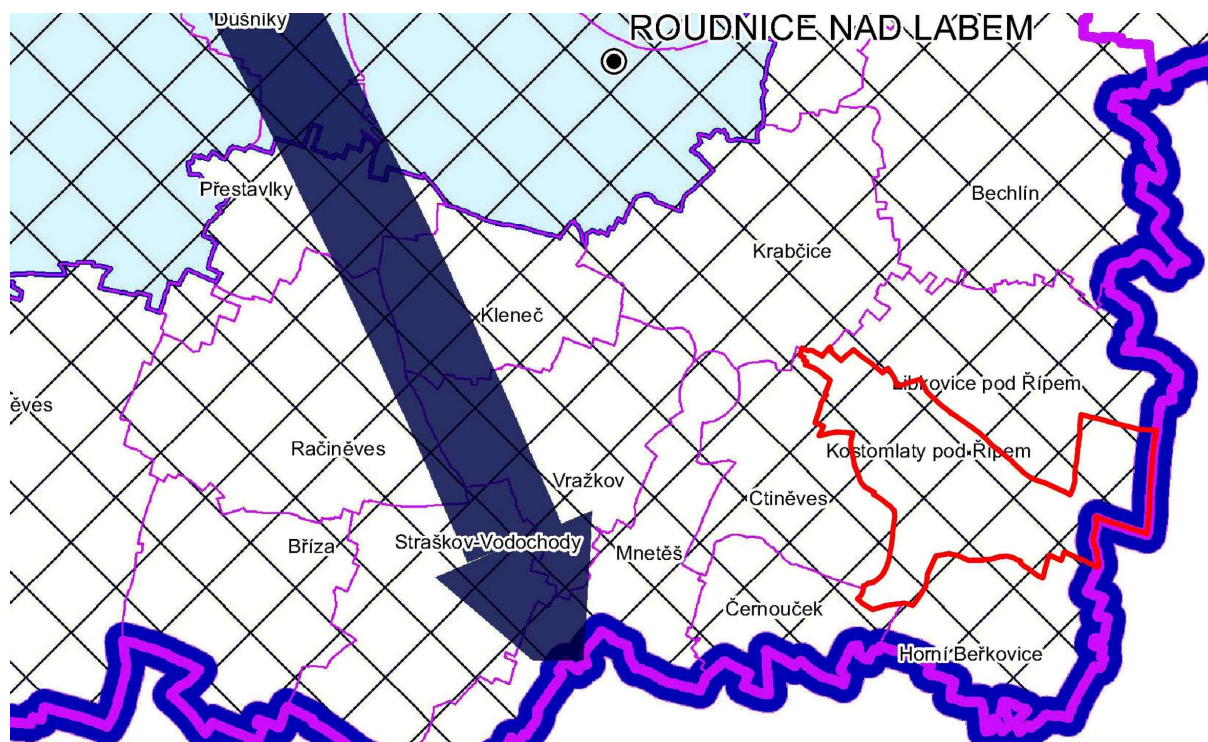 Dušníky
ROUDNICE NAD LABEM
Přestavlky
Bechlín
Krabčice
Kleneč
Libkovice pod Řípem
ěves
Račiněves
Kostomlaty pod Řípem
Vražkov
Ctiněves
Bříza
Straškov-Vodochody
Mnetěš
Černouček
Horní Beřkovice